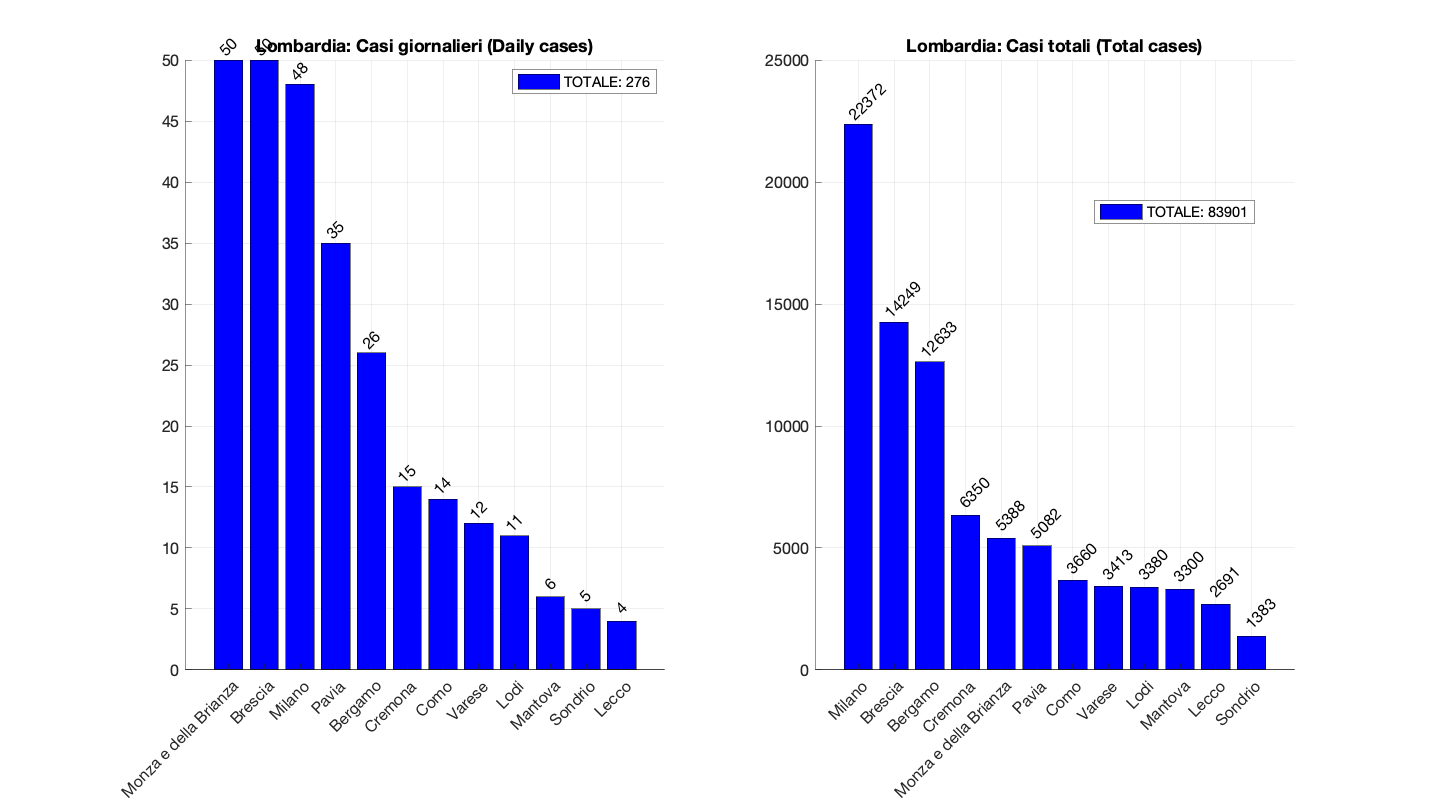 Lombardia: Casi giornalieri (Daily cases)
TOTALE: 276
50
45
40
35
30
25
20
15
10
5
0
50
50
48
35
26
15
14
12
11
6
5
4
Monza e della Brianza
Brescia
Milano
Pavia
Bergamo
Cremona
Como
Varese
Lodi
Mantova
Sondrio
Lecco
Lombardia: Casi totali (Total cases)
TOTALE: 83901
25000
20000
15000
10000
5000
0
22372
14249
12633
6350
5388
5082
3660
3413
3380
3300
2691
1383
Milano
Brescia
Bergamo
Cremona
Monza e della Brianza
Pavia
Como
Varese
Lodi
Mantova
Lecco
Sondrio